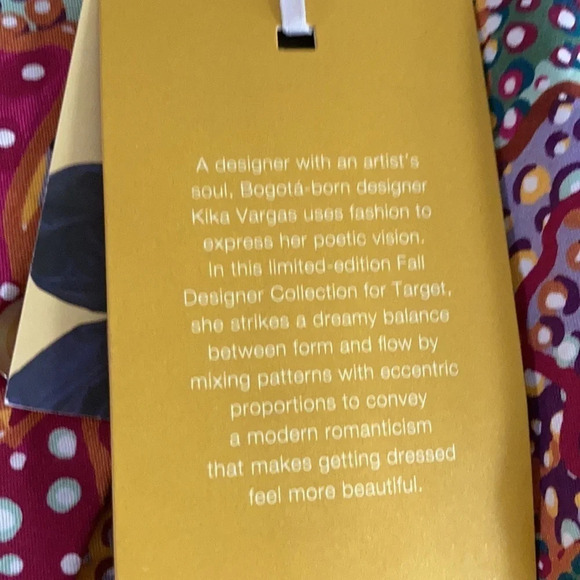 A designer with an artist's
soul, Bogotá-born designer
Kika Vargas uses fashion to
express her poetic vision.
In this limited-edition Fall
Designer Collection for Target,
she strikes a dreamy balance
between form and flow by
mixing patterns with eccentric
proportions to convey
a modern romanticism
that makes getting dressed
feel more beautiful.